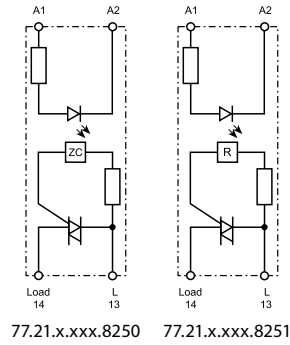 A1 A2 A1 A2
ZC R
Load L Load L
14 13 14 13
77.21.x.xxx.8250 77.21.x.xxx.8251